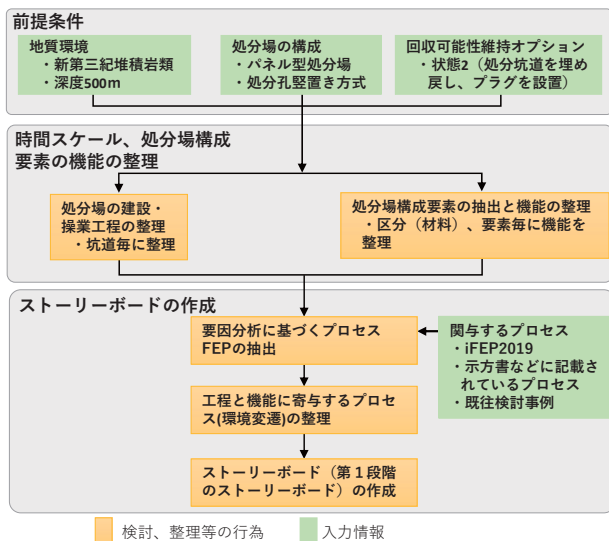 前提条件
地質環境
・新第三紀堆積岩類
・深度500m
処分場の構成
・パネル型処分場
・処分孔竪置き方式
回収可能性維持オプション
・状態2（処分坑道を埋め
戻し、プラグを設置）
時間スケール、処分場構成
要素の機能の整理
処分場の建設・
操業工程の整理
・坑道毎に整理
処分場構成要素の抽出と機能の整理
・区分（材料）、要素毎に機能を
整理
ストーリーボードの作成
要因分析に基づくプロセス
FEPの抽出
関与するプロセス
・iFEP2019
・示方書などに記載さ
れているプロセス
・既往検討事例
工程と機能に寄与するプロセ
ス(環境変遷)の整理
ストーリーボード（第１段階
のストーリーボード）の作成
検討、整理等の行為
入力情報